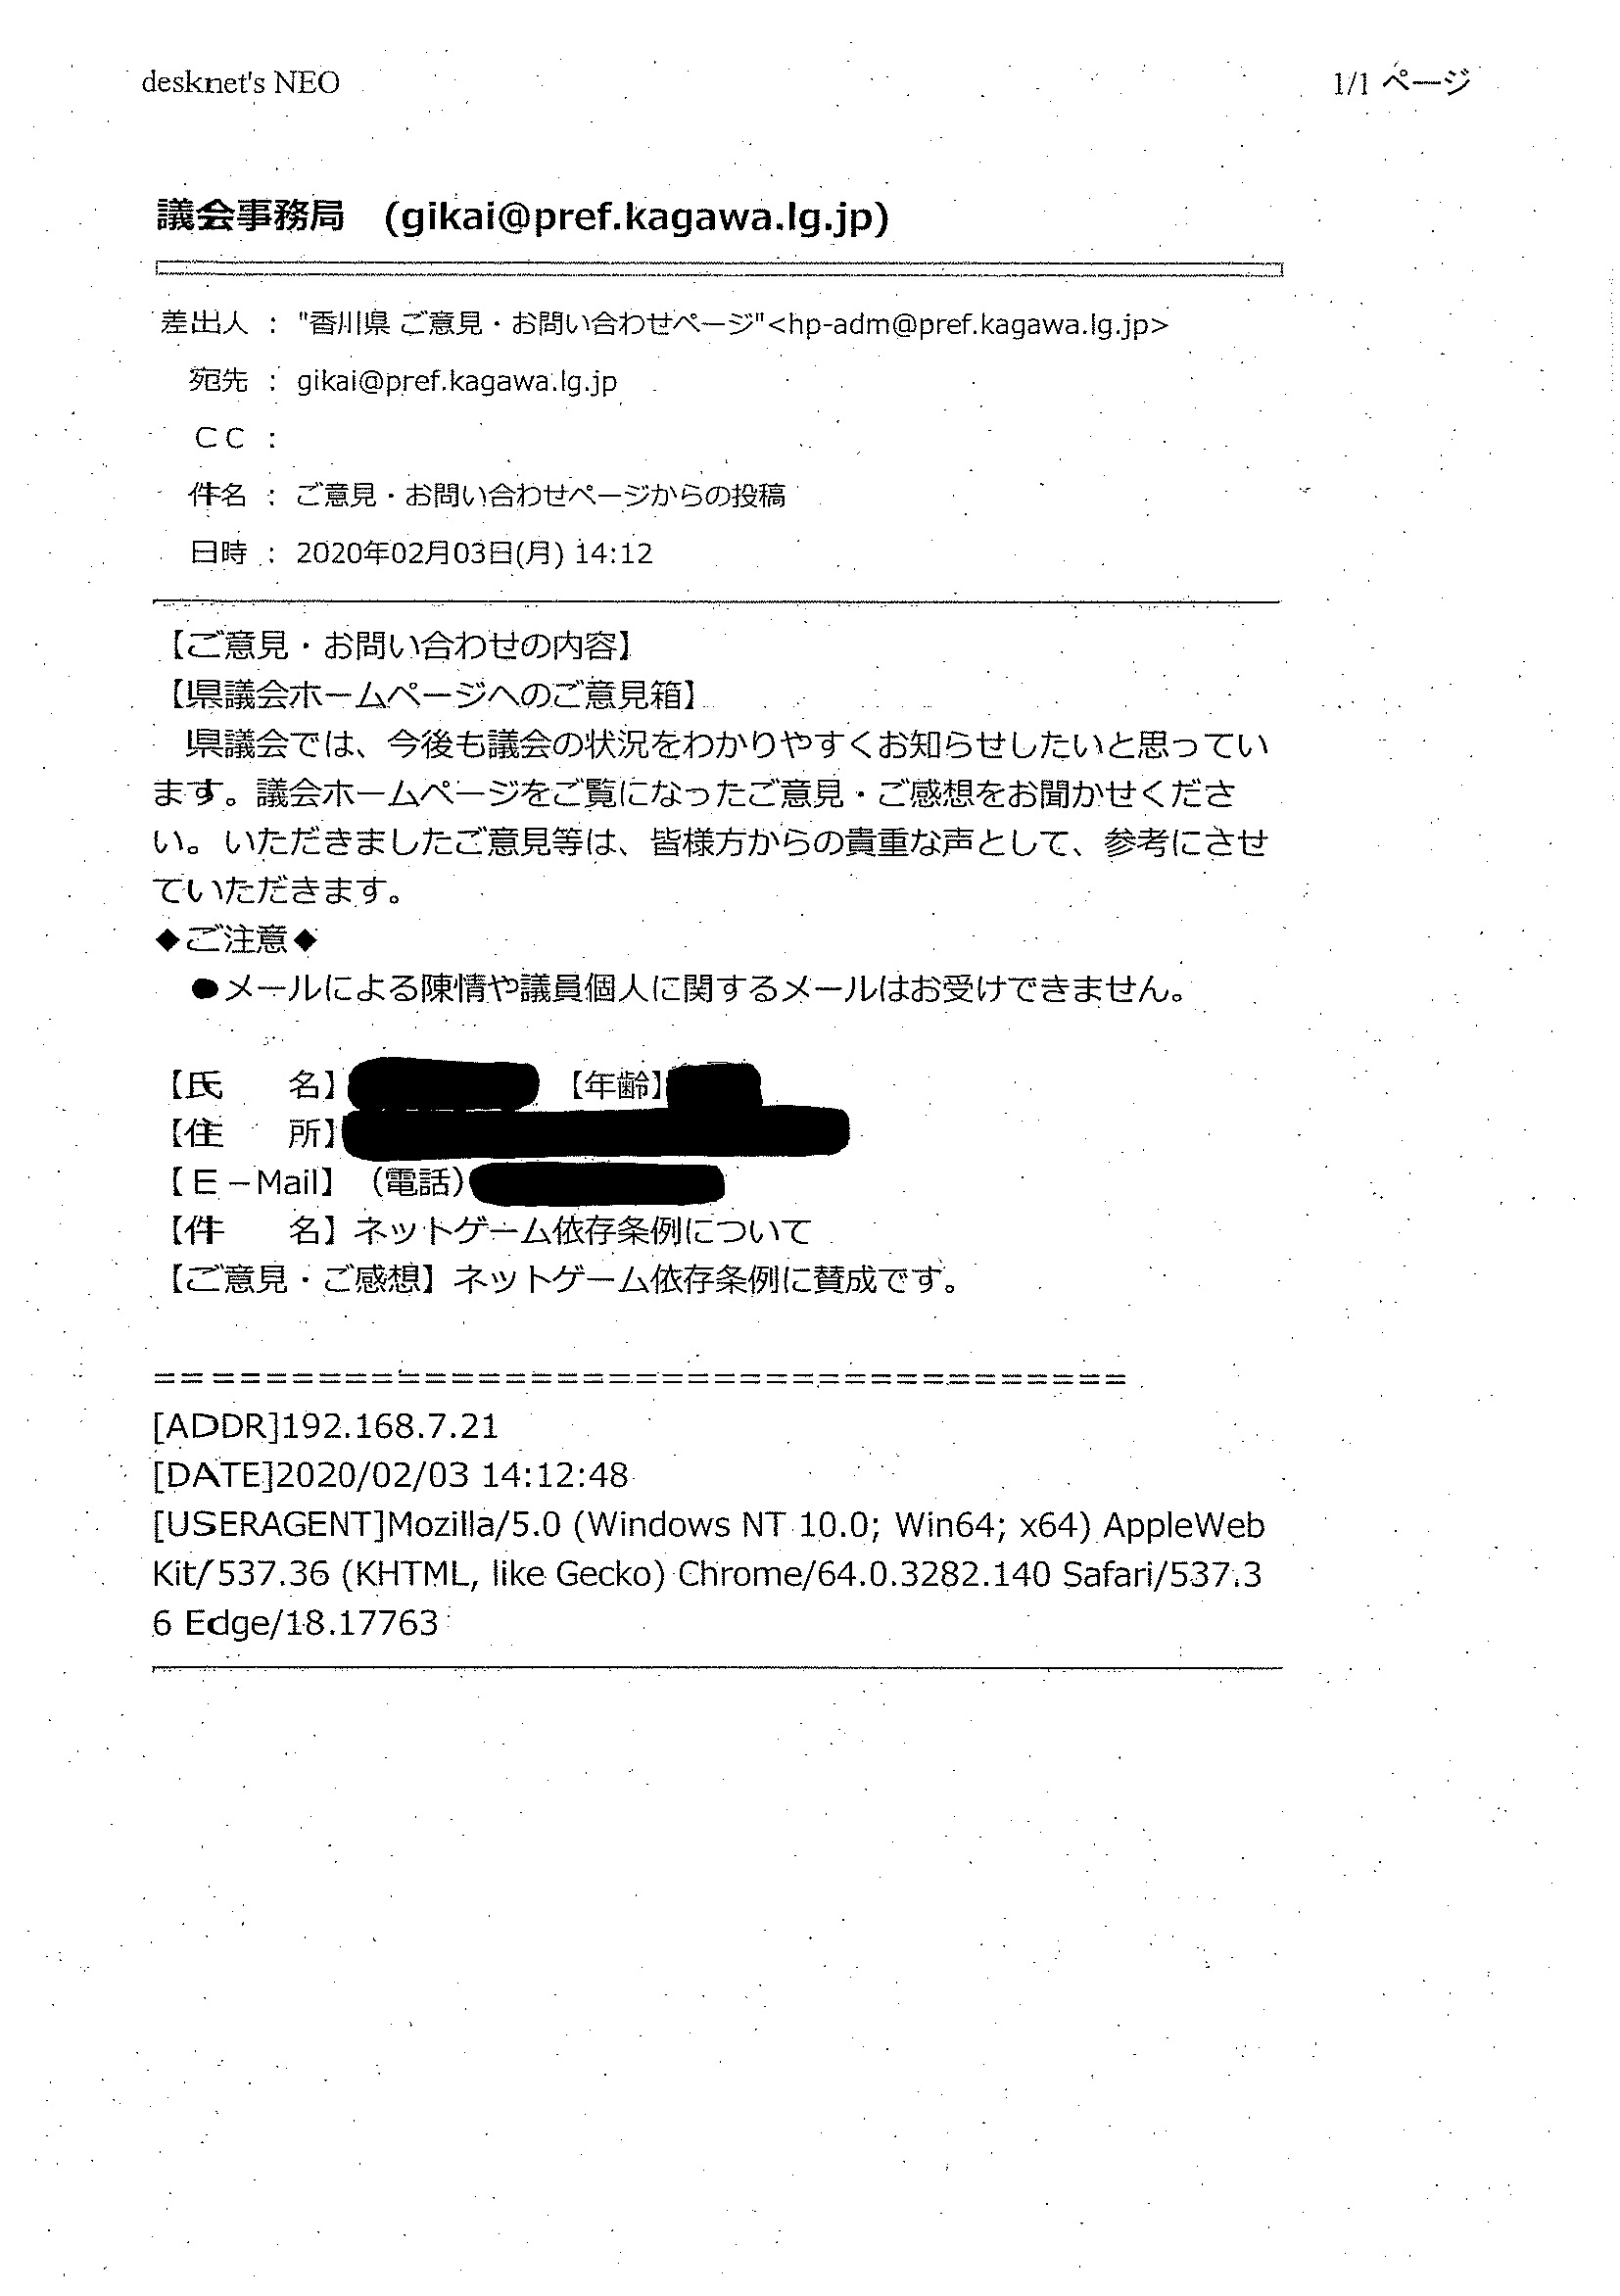 desknet's NEO
1/1 ページ
議会事務局　(gikai@pref.kagawa.lg.jp)
差出人 ： "香川県 ご意見・お問い合わせページ"<hp-adm@pref.kagawa.lg.jp>
宛先 ： gikai@pref.kagawa.lg.jp
ＣＣ ：
件名 ： ご意見・お問い合わせページからの投稿
日時 ： 2020年02月03日(月) 14:12
【ご意見・お問い合わせの内容】
【県議会ホームページへのご意見箱】
　県議会では、今後も議会の状況をわかりやすくお知らせしたいと思ってい
ます。議会ホームページをご覧になったご意見・ご感想をお聞かせくださ
い。いただきましたご意見等は、皆様方からの貴重な声として、参考にさせ
ていただきます。
◆ご注意◆
　●メールによる陳情や議員個人に関するメールはお受けできません。
【氏　　名】　【年齢】
【住　　所】
【Ｅ－Mail】（電話）
【件　　名】ネットゲーム依存条例について
【ご意見・ご感想】ネットゲーム依存条例に賛成です。
=====================================
[ADDR]192.168.7.21
[DATE]2020/02/03 14:12:48
[USERAGENT]Mozilla/5.0 (Windows NT 10.0; Win64; x64) AppleWeb
Kit/537.36 (KHTML, like Gecko) Chrome/64.0.3282.140 Safari/537.3
6 Edge/18.17763